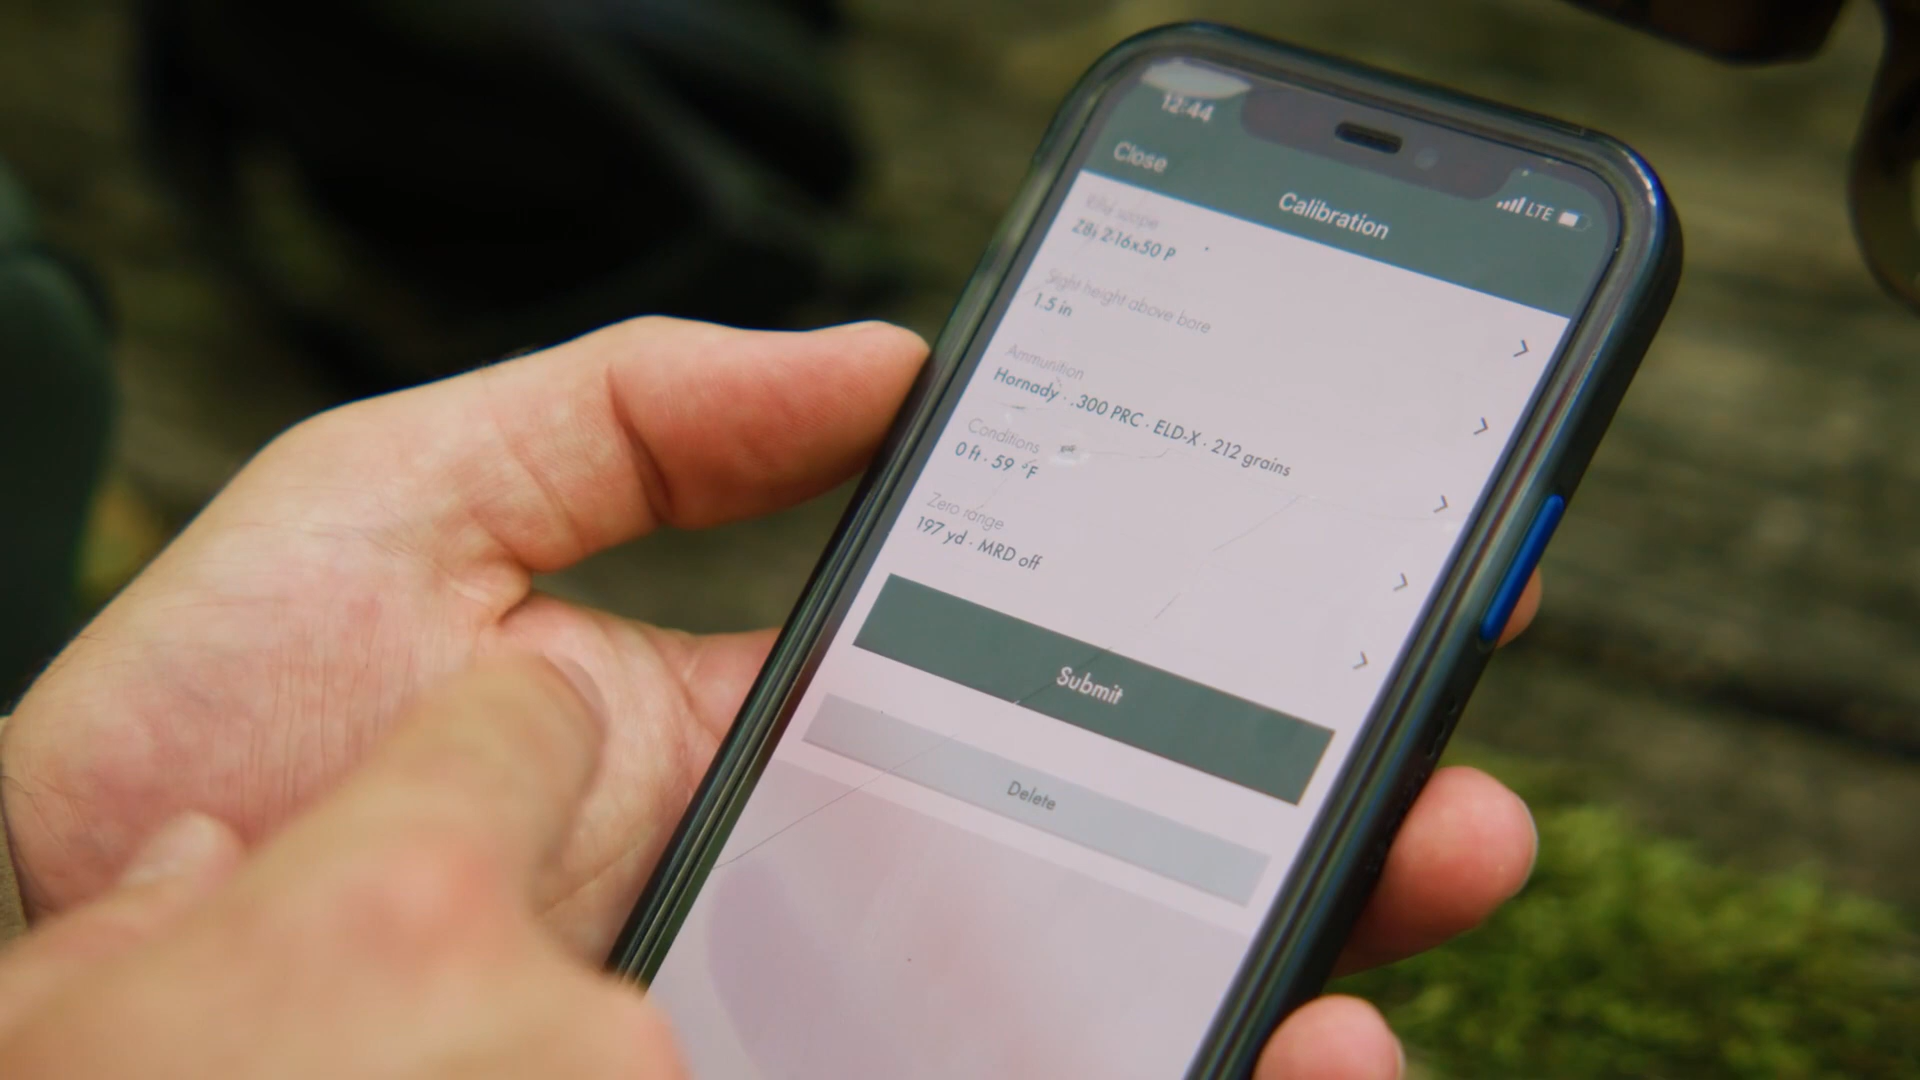 12:44
LTE
Close
Calibration
Rifle scope
Z8i 2-16x50 P
Sight height above bore
1.5 in
Ammunition
Hornady · .300 PRC · ELD-X · 212 grains
Conditions
0 ft · 59 °F
Zero range
197 yd · MRD off
Submit
Delete